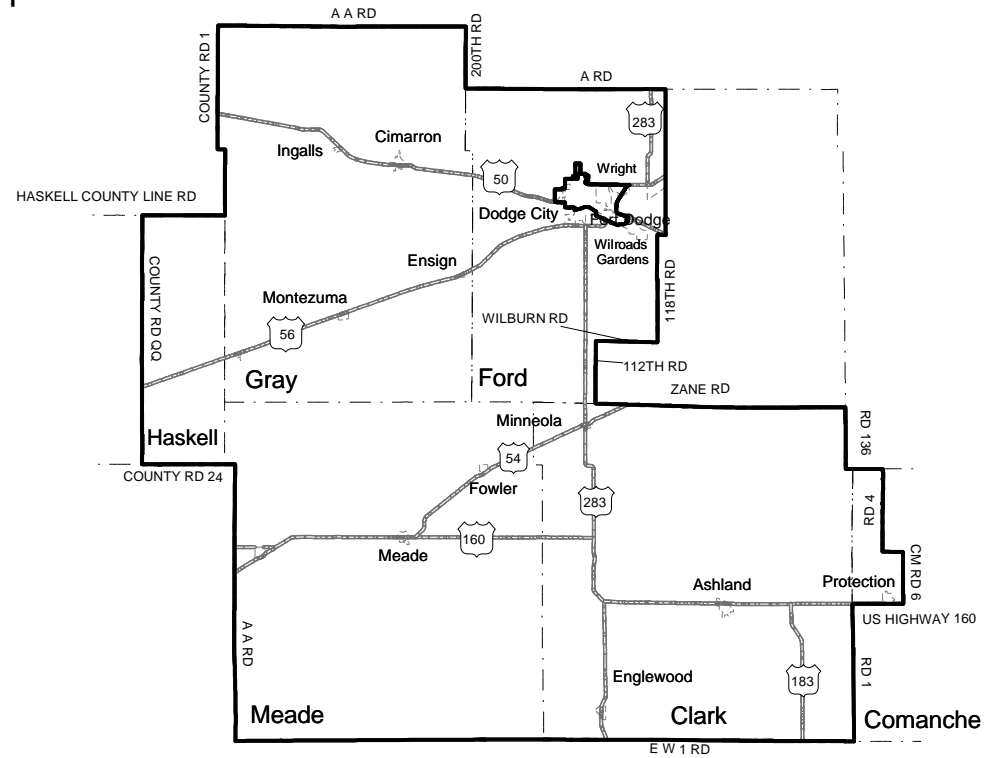 A A RD
COUNTY RD 1
200TH RD
A RD
283
Cimarron
Ingalls
Wright
50
HASKELL COUNTY LINE RD
Dodge City
Fort Dodge
Wilroads
Gardens
Ensign
COUNTY RD QQ
118TH RD
Montezuma
WILBURN RD
56
112TH RD
Gray
Ford
ZANE RD
Minneola
RD 136
Haskell
54
COUNTY RD 24
Fowler
283
RD 4
160
Meade
CM RD 6
Ashland
Protection
US HIGHWAY 160
A A RD
RD 1
Englewood
183
Meade
Clark
Comanche
E W 1 RD